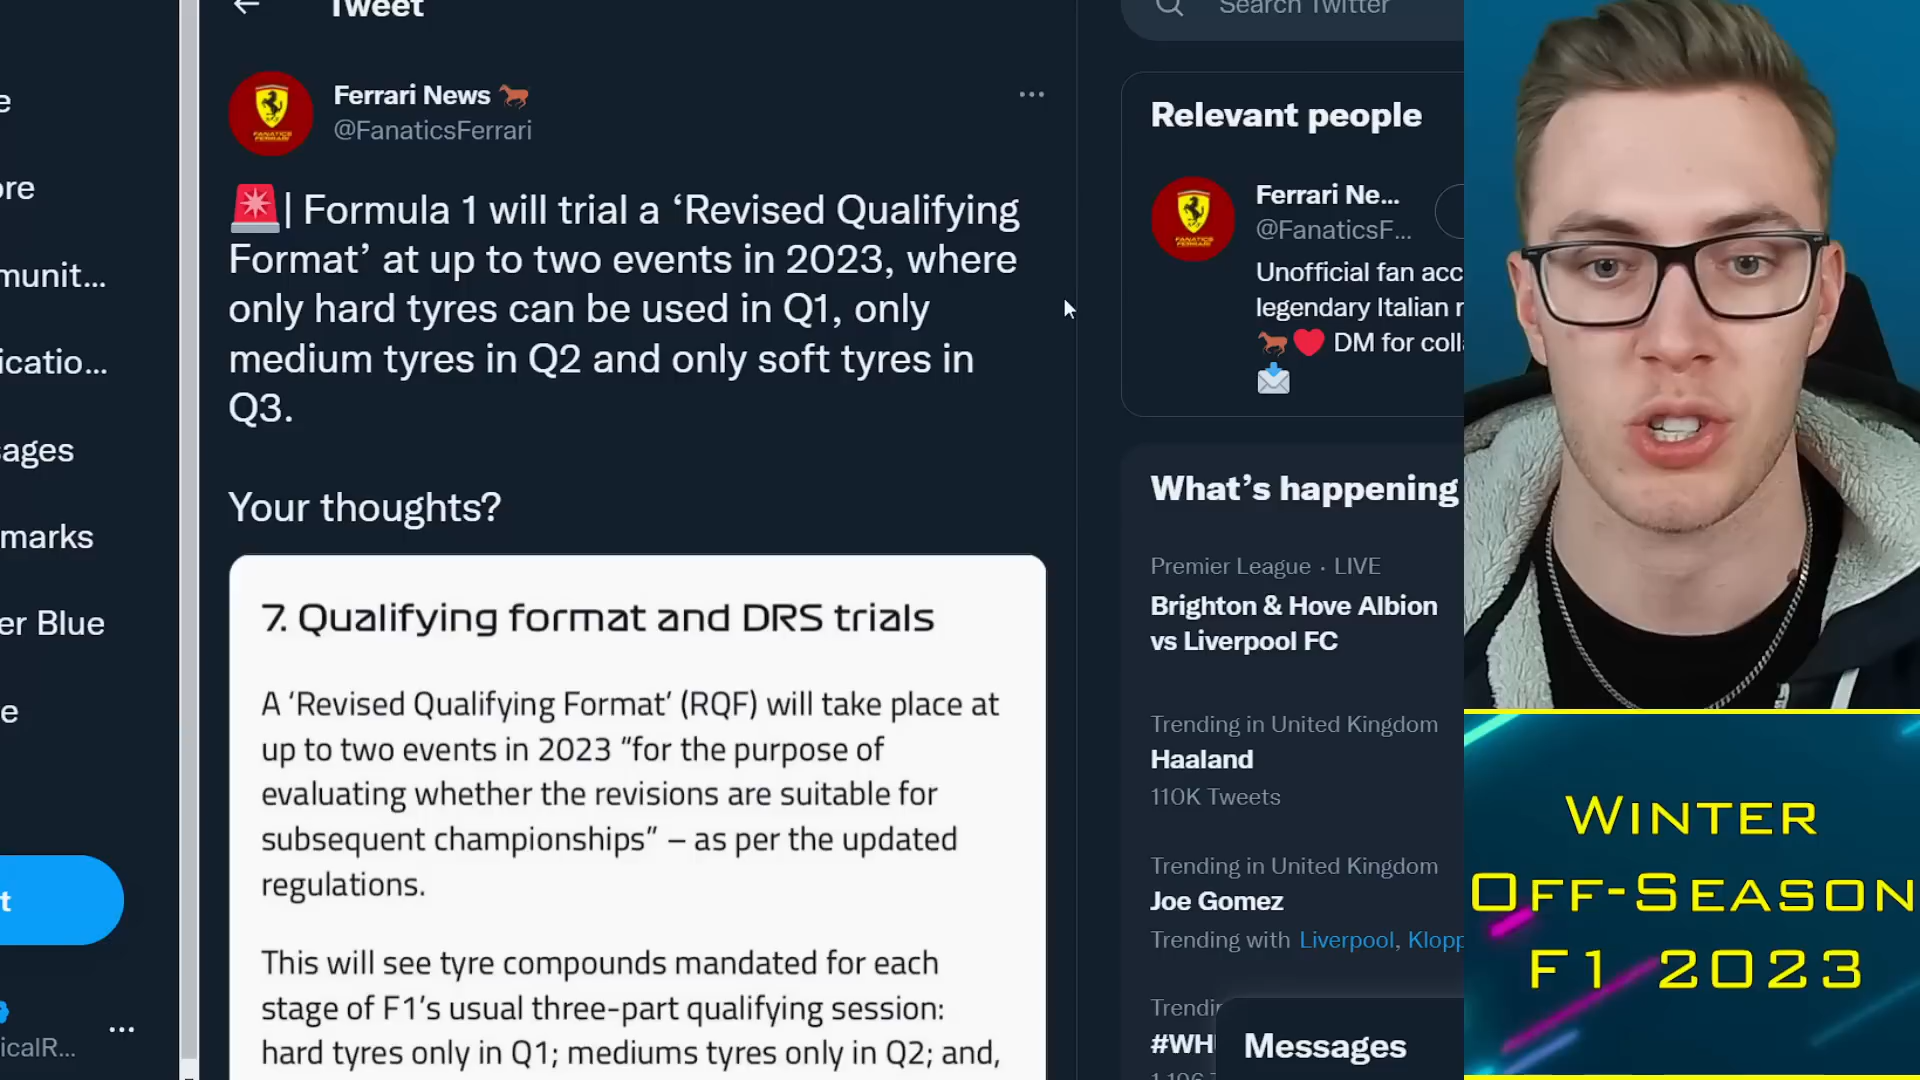 Tweet
Search Twitter
Ferrari News
@FanaticsFerrari
FANATICS
FERRARI
| Formula 1 will trial a ‘Revised Qualifying
Format’ at up to two events in 2023, where
only hard tyres can be used in Q1, only
medium tyres in Q2 and only soft tyres in
Q3.
Your thoughts?
7. Qualifying format and DRS trials
A ‘Revised Qualifying Format’ (RQF) will take place at
up to two events in 2023 “for the purpose of
evaluating whether the revisions are suitable for
subsequent championships” – as per the updated
regulations.
This will see tyre compounds mandated for each
stage of F1’s usual three-part qualifying session:
hard tyres only in Q1; mediums tyres only in Q2; and,
e
ore
munit...
icatio...
sages
marks
er Blue
e
t
icalR...
Relevant people
Ferrari Ne...
@FanaticsF...
Unofficial fan acc
legendary Italian r
DM for coll
What’s happening
Premier League · LIVE
Brighton & Hove Albion
vs Liverpool FC
Trending in United Kingdom
Haaland
110K Tweets
Trending in United Kingdom
Joe Gomez
Trending with Liverpool, Klopp
Trendin
#WHU
Messages
WINTER
OFF-SEASON
F1 2023